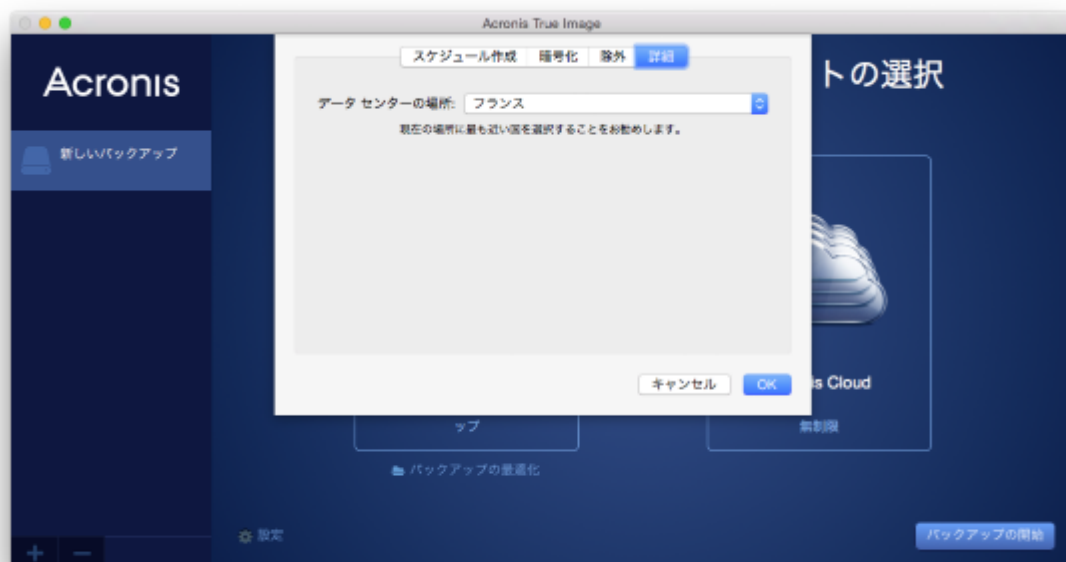 Acronis True Image
Acronis
新しいバックアップ
スケジュール作成 暗号化 除外 詳細
データ センターの場所: フランス
現在の場所に最も近い国を選択することをお勧めします。
キャンセル OK
トの選択
is Cloud
ップ
無制限
バックアップの最適化
設定
バックアップの開始